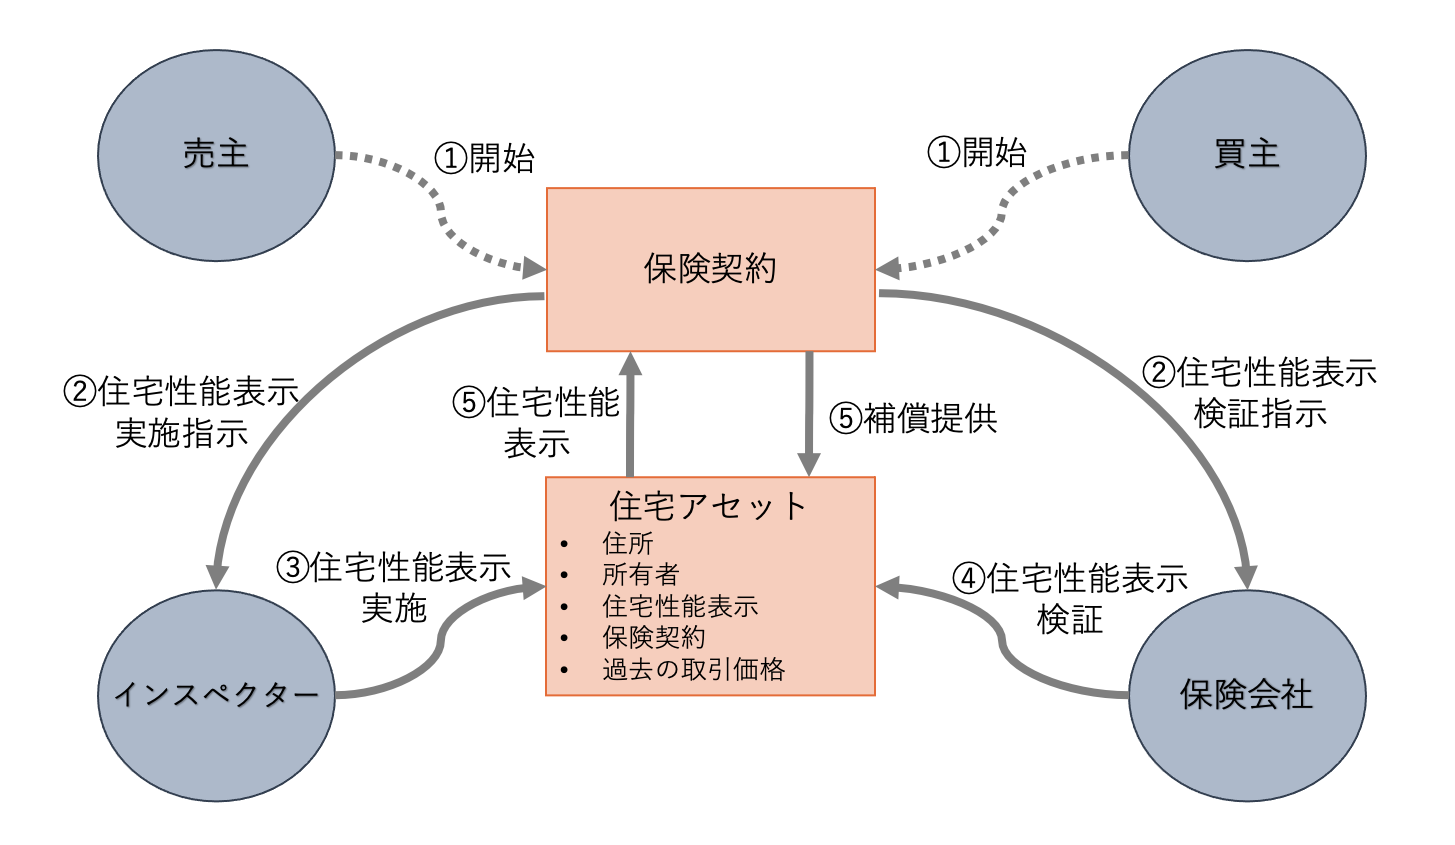 売主
①開始
①開始
買主
保険契約
②住宅性能表示
実施指示
⑤住宅性能
表示
⑤補償提供
②住宅性能表示
検証指示
住宅アセット
• 住所
• 所有者
• 住宅性能表示
• 保険契約
• 過去の取引価格
③住宅性能表示
実施
④住宅性能表示
検証
インスペクター
保険会社